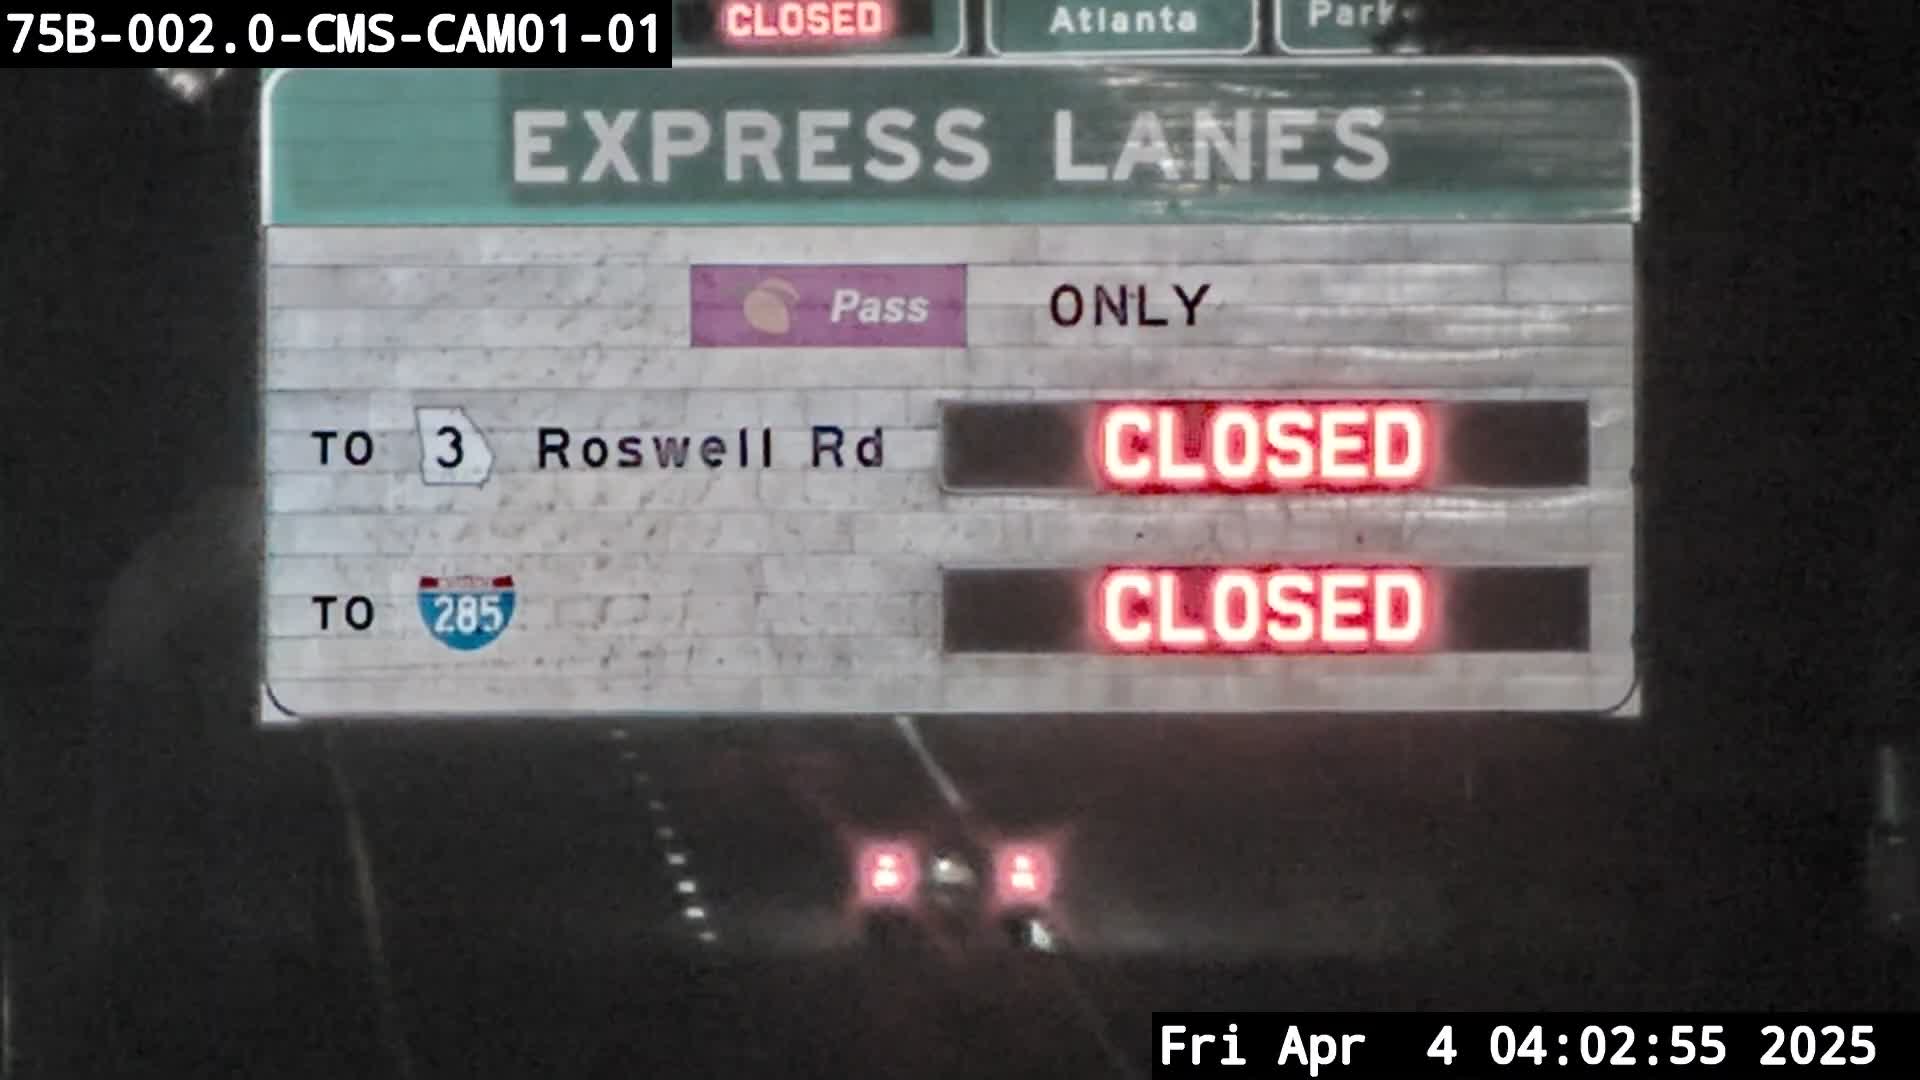 75B-002.0-CMS-CAM01-01
CLOSED
Atlanta
EXPRESS LANES
Pass ONLY
TO 3 Roswell Rd CLOSED
TO 285 CLOSED
Fri Apr 4 04:02:55 2025